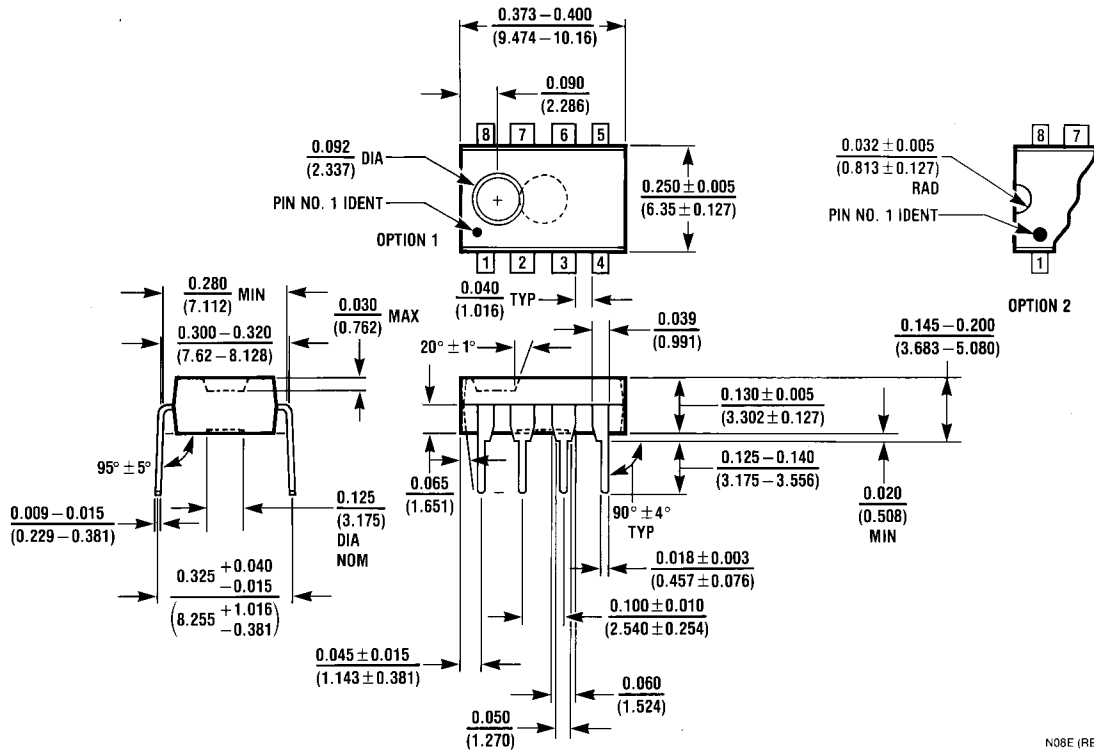 0.373 – 0.400
(9.474 – 10.16)
0.090
(2.286)
8 7 6 5
0.092 DIA
(2.337)
PIN NO. 1 IDENT
OPTION 1
1 2 3 4
0.250 ± 0.005
(6.35 ± 0.127)
8 7
0.032 ± 0.005
(0.813 ± 0.127)
RAD
PIN NO. 1 IDENT
1
OPTION 2
0.280 MIN
(7.112)
0.300 – 0.320
(7.62 – 8.128)
0.030 MAX
(0.762)
0.040 TYP
(1.016)
0.039
(0.991)
20° ± 1°
0.145 – 0.200
(3.683 – 5.080)
0.130 ± 0.005
(3.302 ± 0.127)
0.125 – 0.140
(3.175 – 3.556)
0.020
(0.508)
MIN
95° ± 5°
0.009 – 0.015
(0.229 – 0.381)
0.125
(3.175)
DIA
NOM
0.065
(1.651)
90° ± 4°
TYP
0.018 ± 0.003
(0.457 ± 0.076)
0.325 +0.040
–0.015
(8.255 +1.016
–0.381)
0.100 ± 0.010
(2.540 ± 0.254)
0.045 ± 0.015
(1.143 ± 0.381)
0.060
(1.524)
0.050
(1.270)
N08E (RE